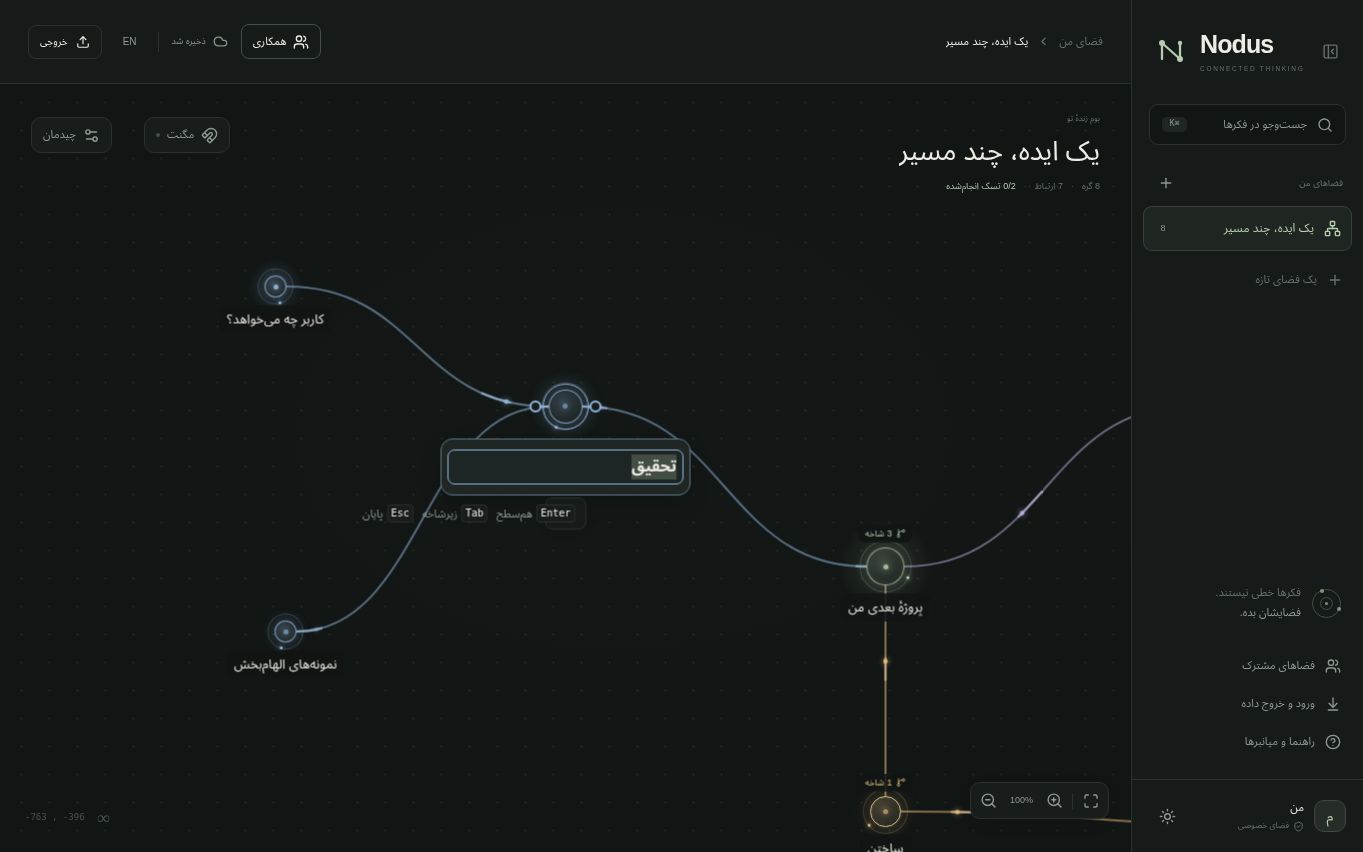 Nodus
CONNECTED THINKING
جست‌وجو در فکرها
⌘K
فضاهای من
یک ایده، چند مسیر
8
یک فضای تازه
فکرها خطی نیستند.
فضایشان بده.
فضاهای مشترک
ورود و خروج داده
راهنما و میانبرها
م
من
فضای خصوصی
فضای من
یک ایده، چند مسیر
همکاری
ذخیره شد
EN
خروجی
بوم زندهٔ تو
یک ایده، چند مسیر
8 گره · 7 ارتباط · 0/2 تسک انجام‌شده
مگنت
چیدمان
کاربر چه می‌خواهد؟
تحقیق
Enter هم‌سطح Tab زیرشاخه Esc پایان
3 شاخه
پروژهٔ بعدی من
نمونه‌های الهام‌بخش
1 شاخه
ساختن
100%
-763 , -396 ∞